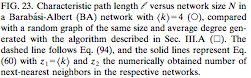 FIG. 23. Characteristic path length ℓ versus network size N in
a Barabási-Albert (BA) network with ⟨k⟩=4 (○), compared
with a random graph of the same size and average degree gen-
erated with the algorithm described in Sec. III.A (□). The
dashed line follows Eq. (94), and the solid lines represent Eq.
(60) with z₁=⟨k⟩ and z₂ the numerically obtained number of
next-nearest neighbors in the respective networks.